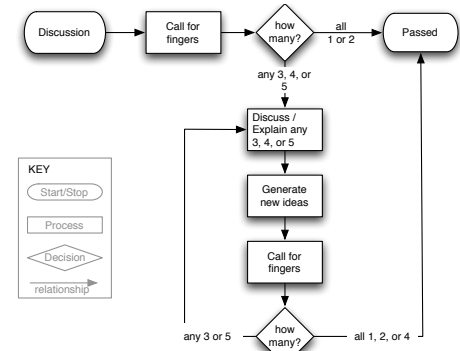 Discussion
Call for
fingers
how
many?
all
1 or 2
Passed
any 3, 4, or
5
Discuss /
Explain any
3, 4, or 5
Generate
new ideas
Call for
fingers
how
many?
any 3 or 5
all 1, 2, or 4
KEY
Start/Stop
Process
Decision
relationship